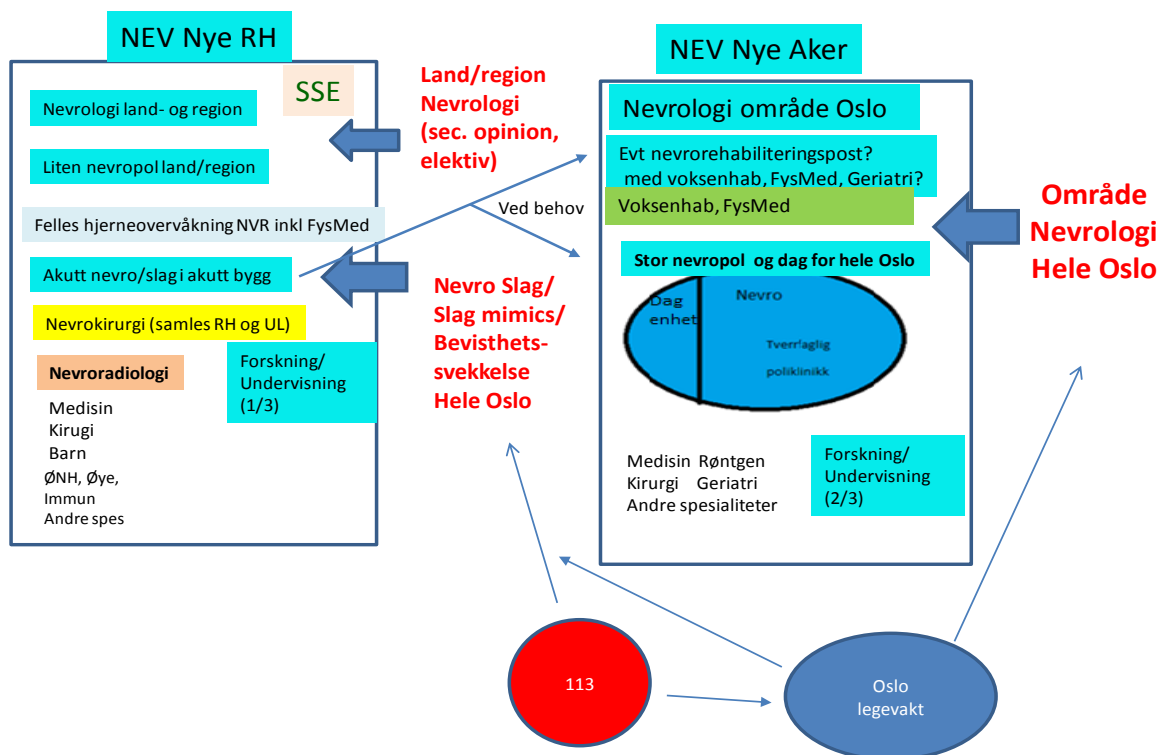 NEV Nye RH
SSE
Nevrologi land- og region
Liten nevropol land/region
Felles hjerneovervåkning NVR inkl FysMed
Akutt nevro/slag i akutt bygg
Nevrokirurgi (samles RH og UL)
Nevroradiologi
Forskning/
Undervisning
(1/3)
Medisin
Kirugi
Barn
ØNH, Øye,
Immun
Andre spes
Land/region
Nevrologi
(sec. opinion,
elektiv)
Ved behov
Nevro Slag/
Slag mimics/
Bevisthets-
svekkelse
Hele Oslo
NEV Nye Aker
Nevrologi område Oslo
Evt nevrorehabiliteringspost?
med voksenhab, FysMed, Geriatri?
Voksenhab, FysMed
Stor nevropol og dag for hele Oslo
Dag
enhet
Nevro
Tverrfaglig
poliklinikk
Medisin Røntgen
Kirurgi Geriatri
Andre spesialiteter
Forskning/
Undervisning
(2/3)
Område
Nevrologi
Hele Oslo
113
Oslo
legevakt